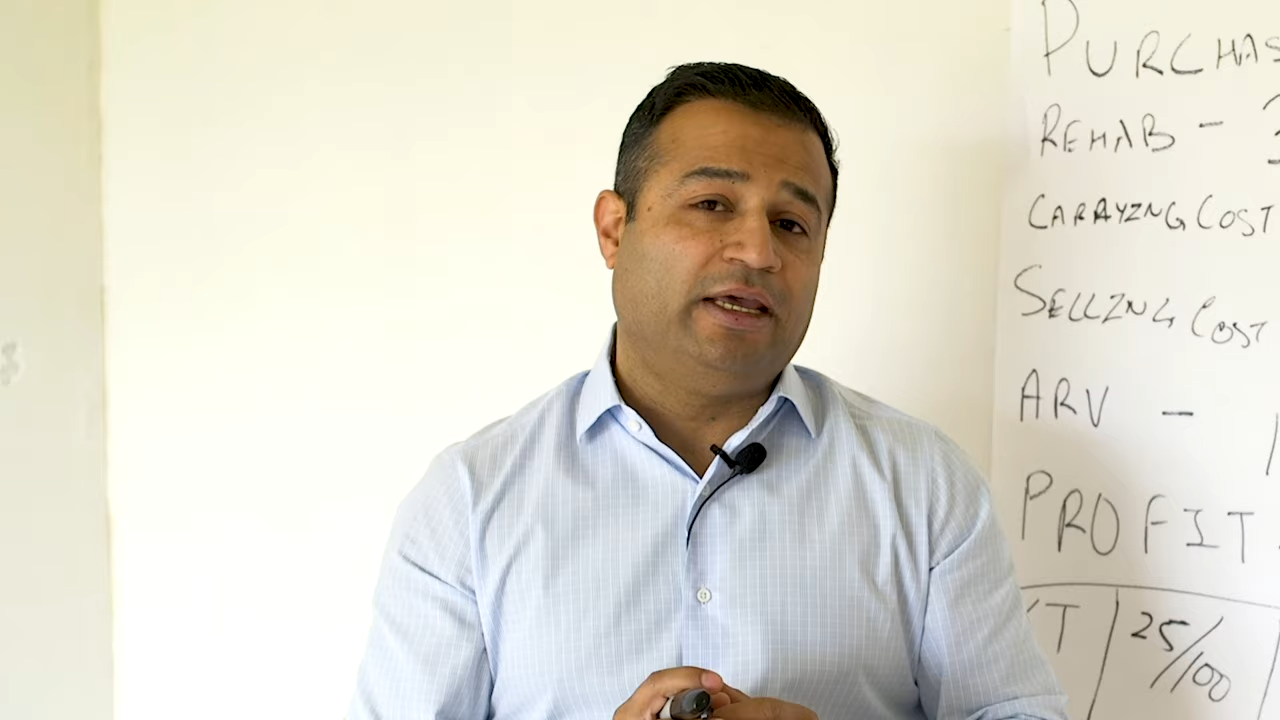 PURCHAS
REHAB -
CARRYING COST
SELLING COST
ARV -
PROFIT
T 25/100